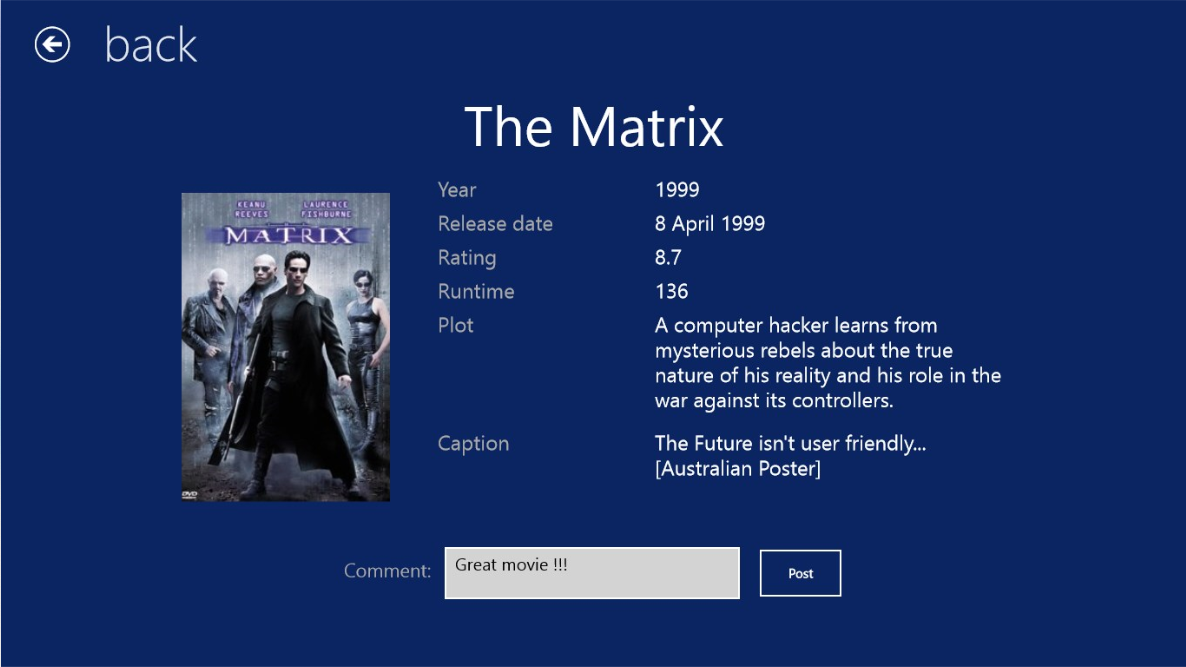 back
The Matrix
KEANU LAURENCE
REEVES FISHBURNE
MATRIX
DVD
Year 1999
Release date 8 April 1999
Rating 8.7
Runtime 136
Plot A computer hacker learns from
mysterious rebels about the true
nature of his reality and his role in the
war against its controllers.
Caption The Future isn't user friendly...
[Australian Poster]
Comment: Great movie !!! Post